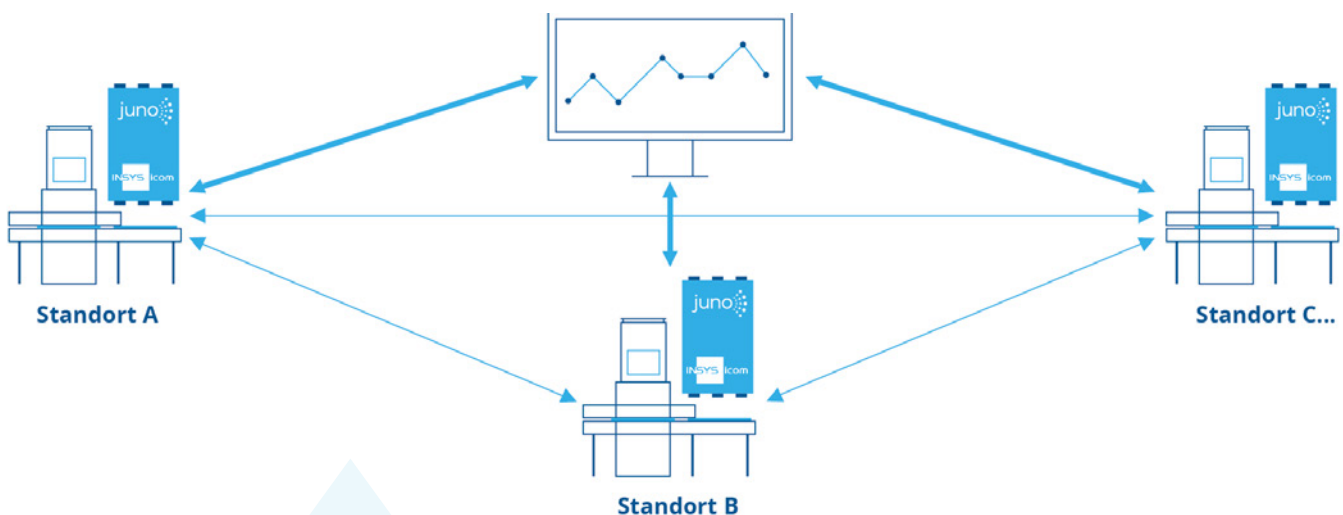 juno
INSYS icom
Standort A
juno
INSYS icom
Standort B
juno
INSYS icom
Standort C...